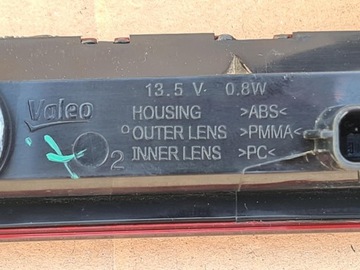 13.5 V 0.8W
Valeo
HOUSING >ABS<
OUTER LENS >PMMA<
2 INNER LENS >PC<